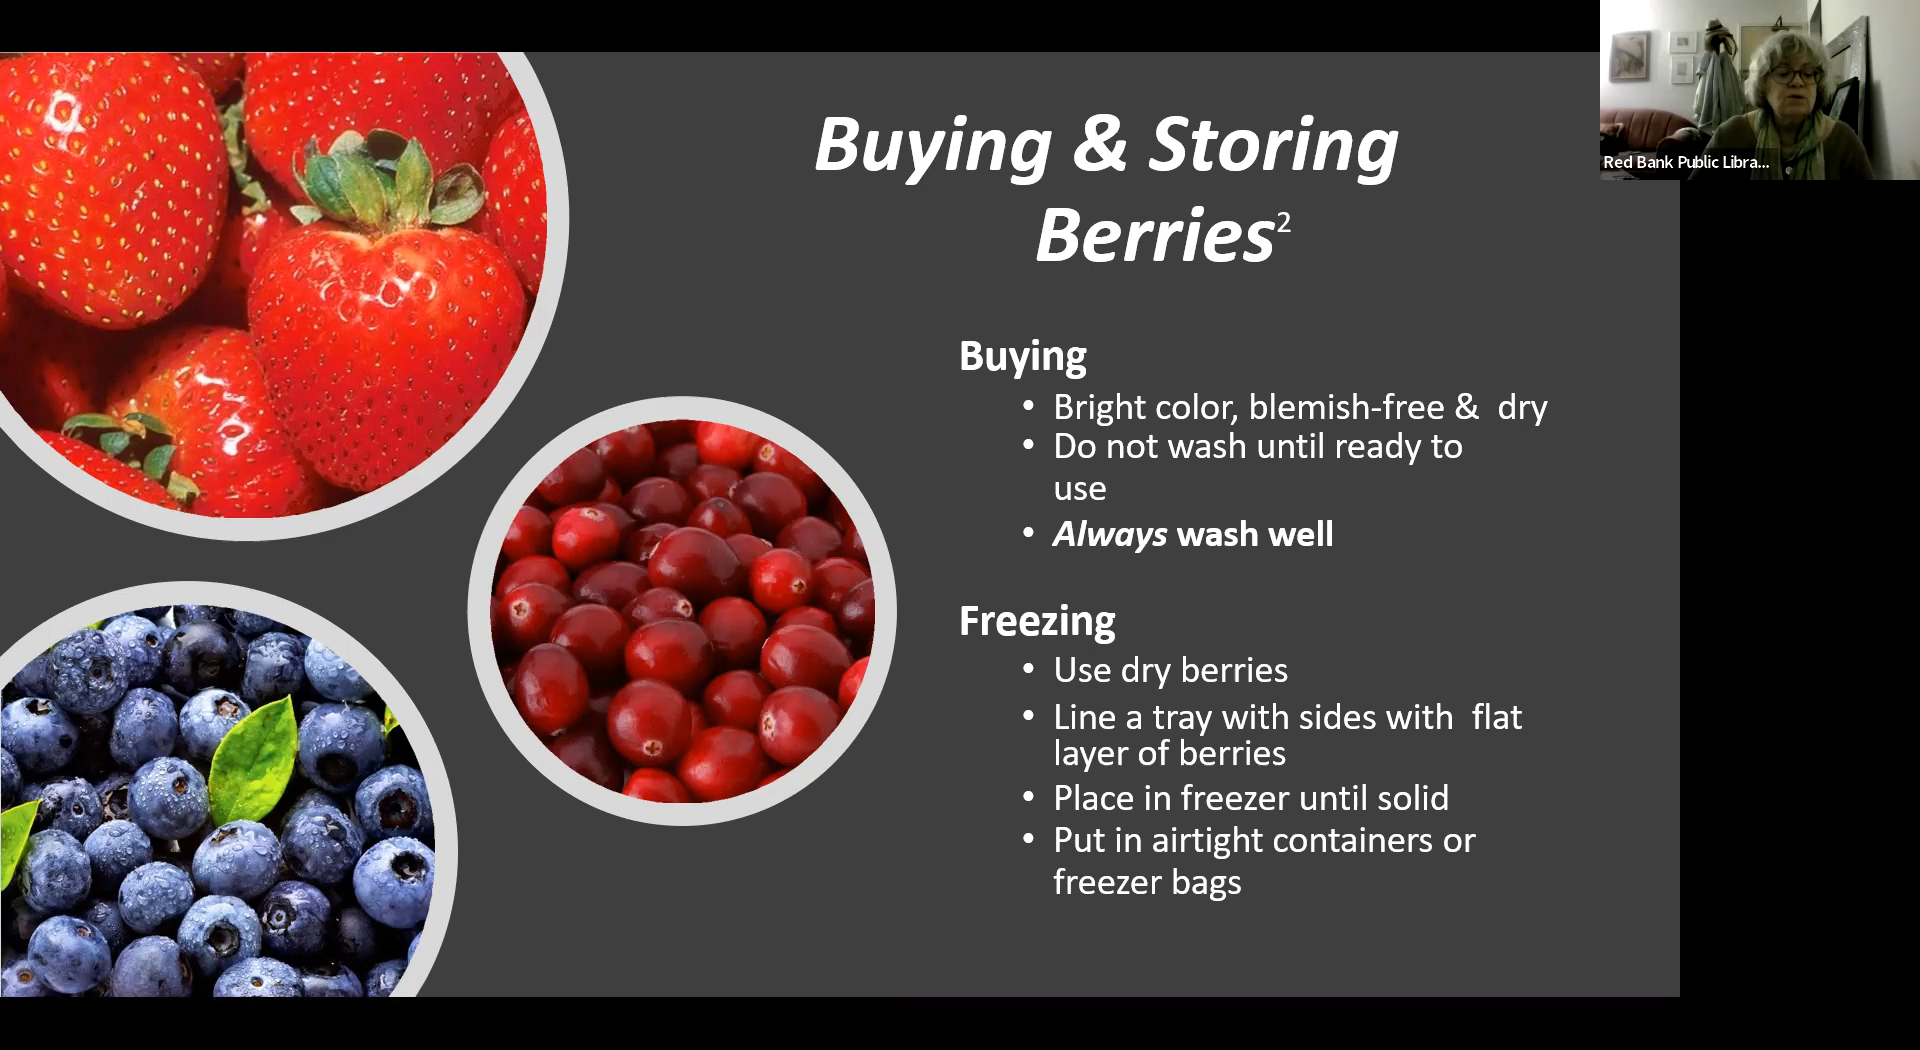 Buying & Storing
Berries²
Red Bank Public Libra...
Buying
• Bright color, blemish-free & dry
• Do not wash until ready to
use
• Always wash well
Freezing
• Use dry berries
• Line a tray with sides with flat
layer of berries
• Place in freezer until solid
• Put in airtight containers or
freezer bags